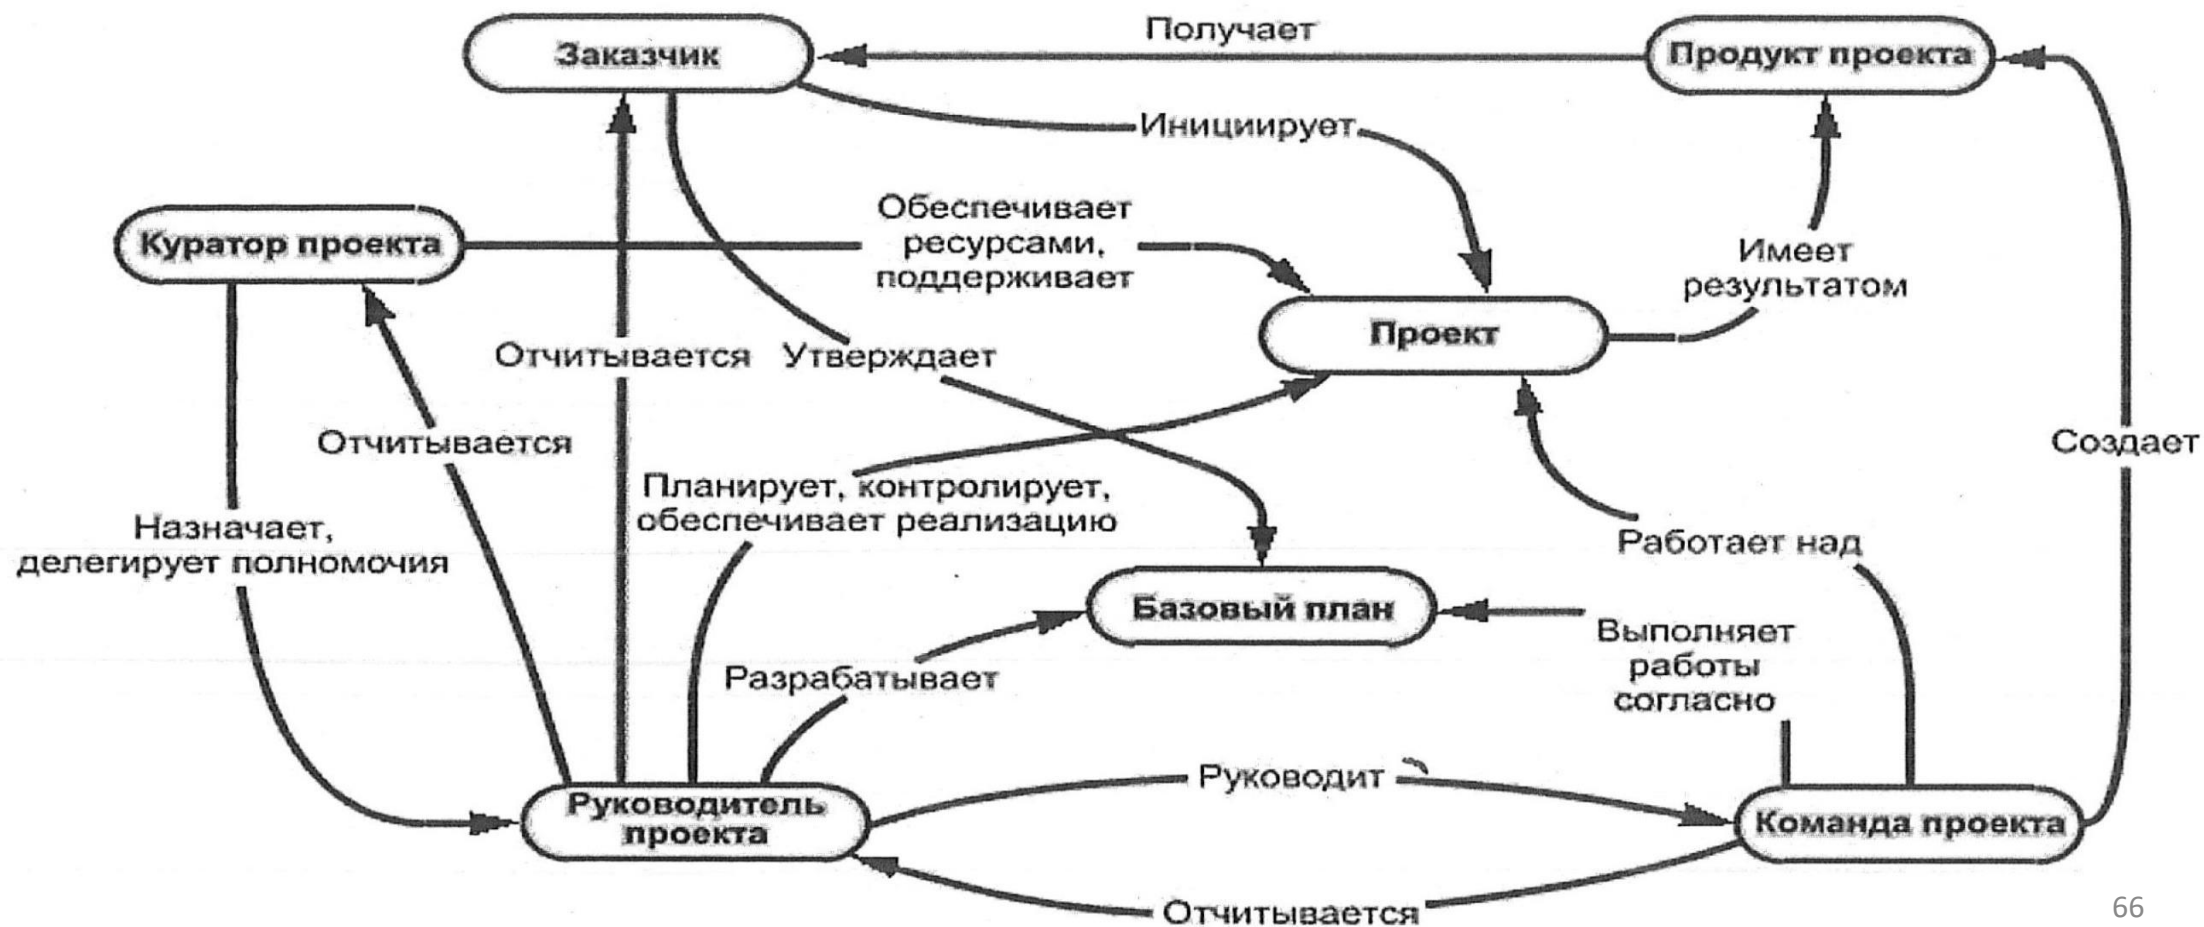 Получает
Заказчик
Продукт проекта
Инициирует
Обеспечивает
ресурсами,
поддерживает
Куратор проекта
Имеет
результатом
Проект
Отчитывается
Утверждает
Отчитывается
Создает
Планирует, контролирует,
обеспечивает реализацию
Назначает,
делегирует полномочия
Работает над
Базовый план
Выполняет
работы
согласно
Разрабатывает
Руководит
Руководитель
проекта
Команда проекта
Отчитывается
66